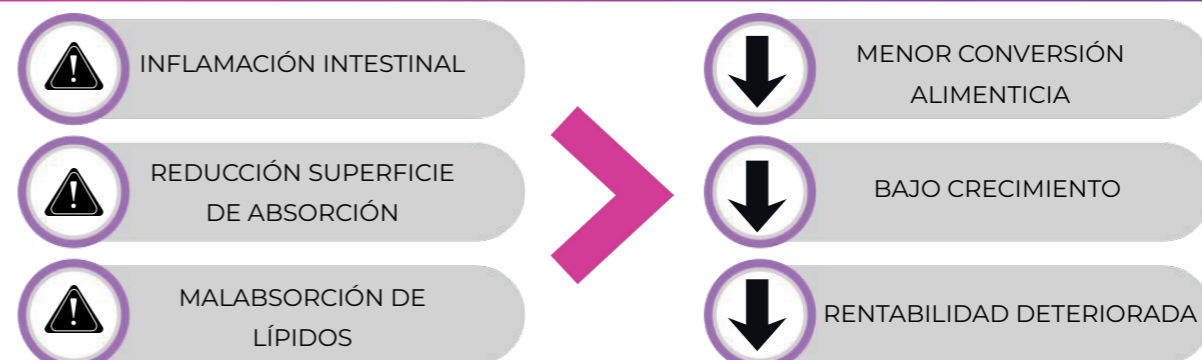 INFLAMACIÓN INTESTINAL
REDUCCIÓN SUPERFICIE
DE ABSORCIÓN
MALABSORCIÓN DE
LÍPIDOS
MENOR CONVERSIÓN
ALIMENTICIA
BAJO CRECIMIENTO
RENTABILIDAD DETERIORADA